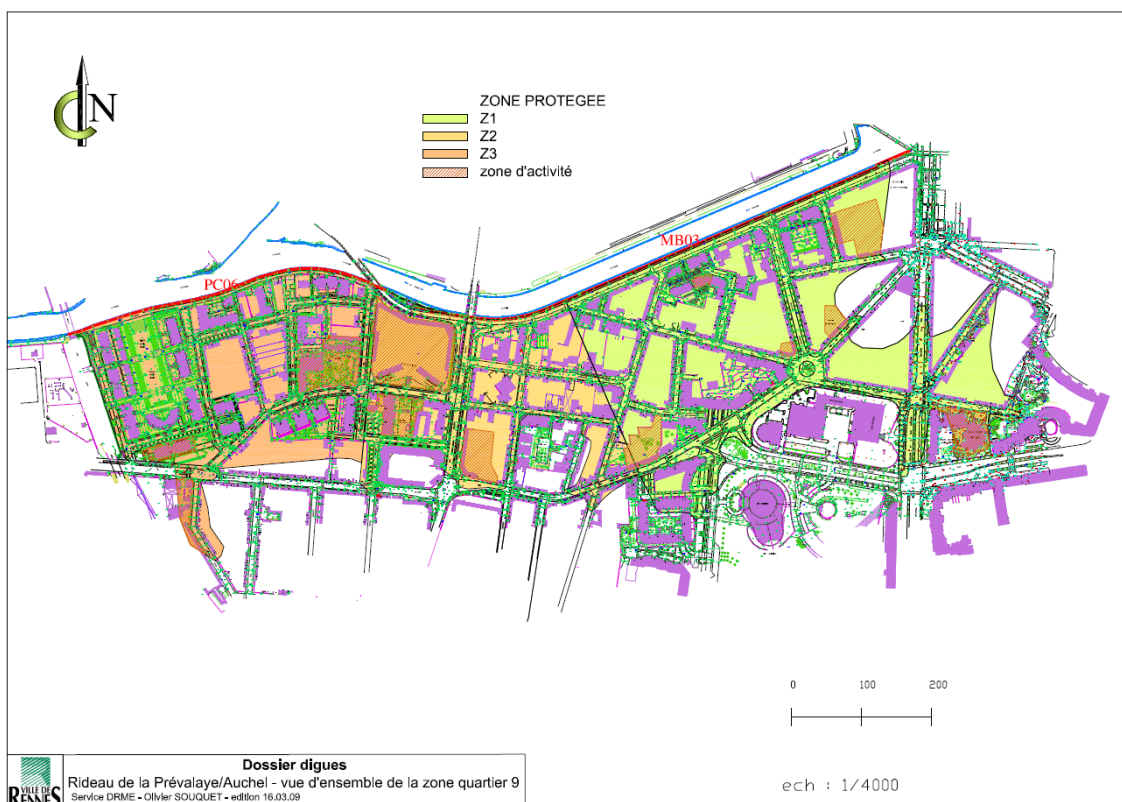 N
ZONE PROTEGEE
Z1
Z2
Z3
zone d'activité
MB03
PC06
0 100 200
ech : 1/4000
Dossier digues
Rideau de la Prévalaye/Auchel - vue d'ensemble de la zone quartier 9
Service DRME - Olivier SOUQUET - edition 16.03.09
VILLE DE
RENNES